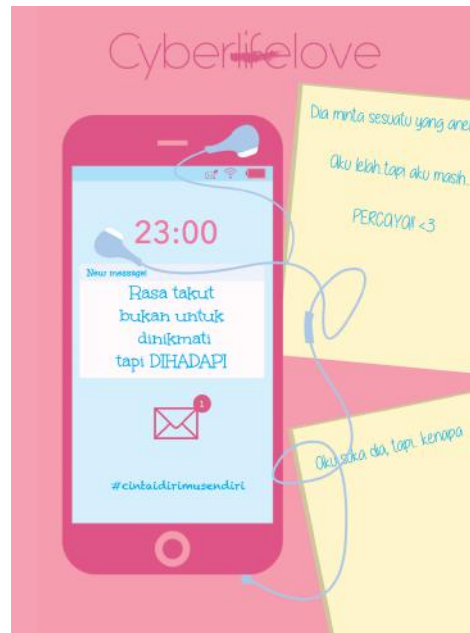 Cyberlifelove
Dia minta sesuatu yang
Aku lelah tapi aku masih..
PERCAYA!! <3
23:00
New message!
Rasa takut
bukan untuk
dinikmati
tapi DIHADAPI
1
#cintaidirimusendiri
Aku suka dia, tapi.. kenapa